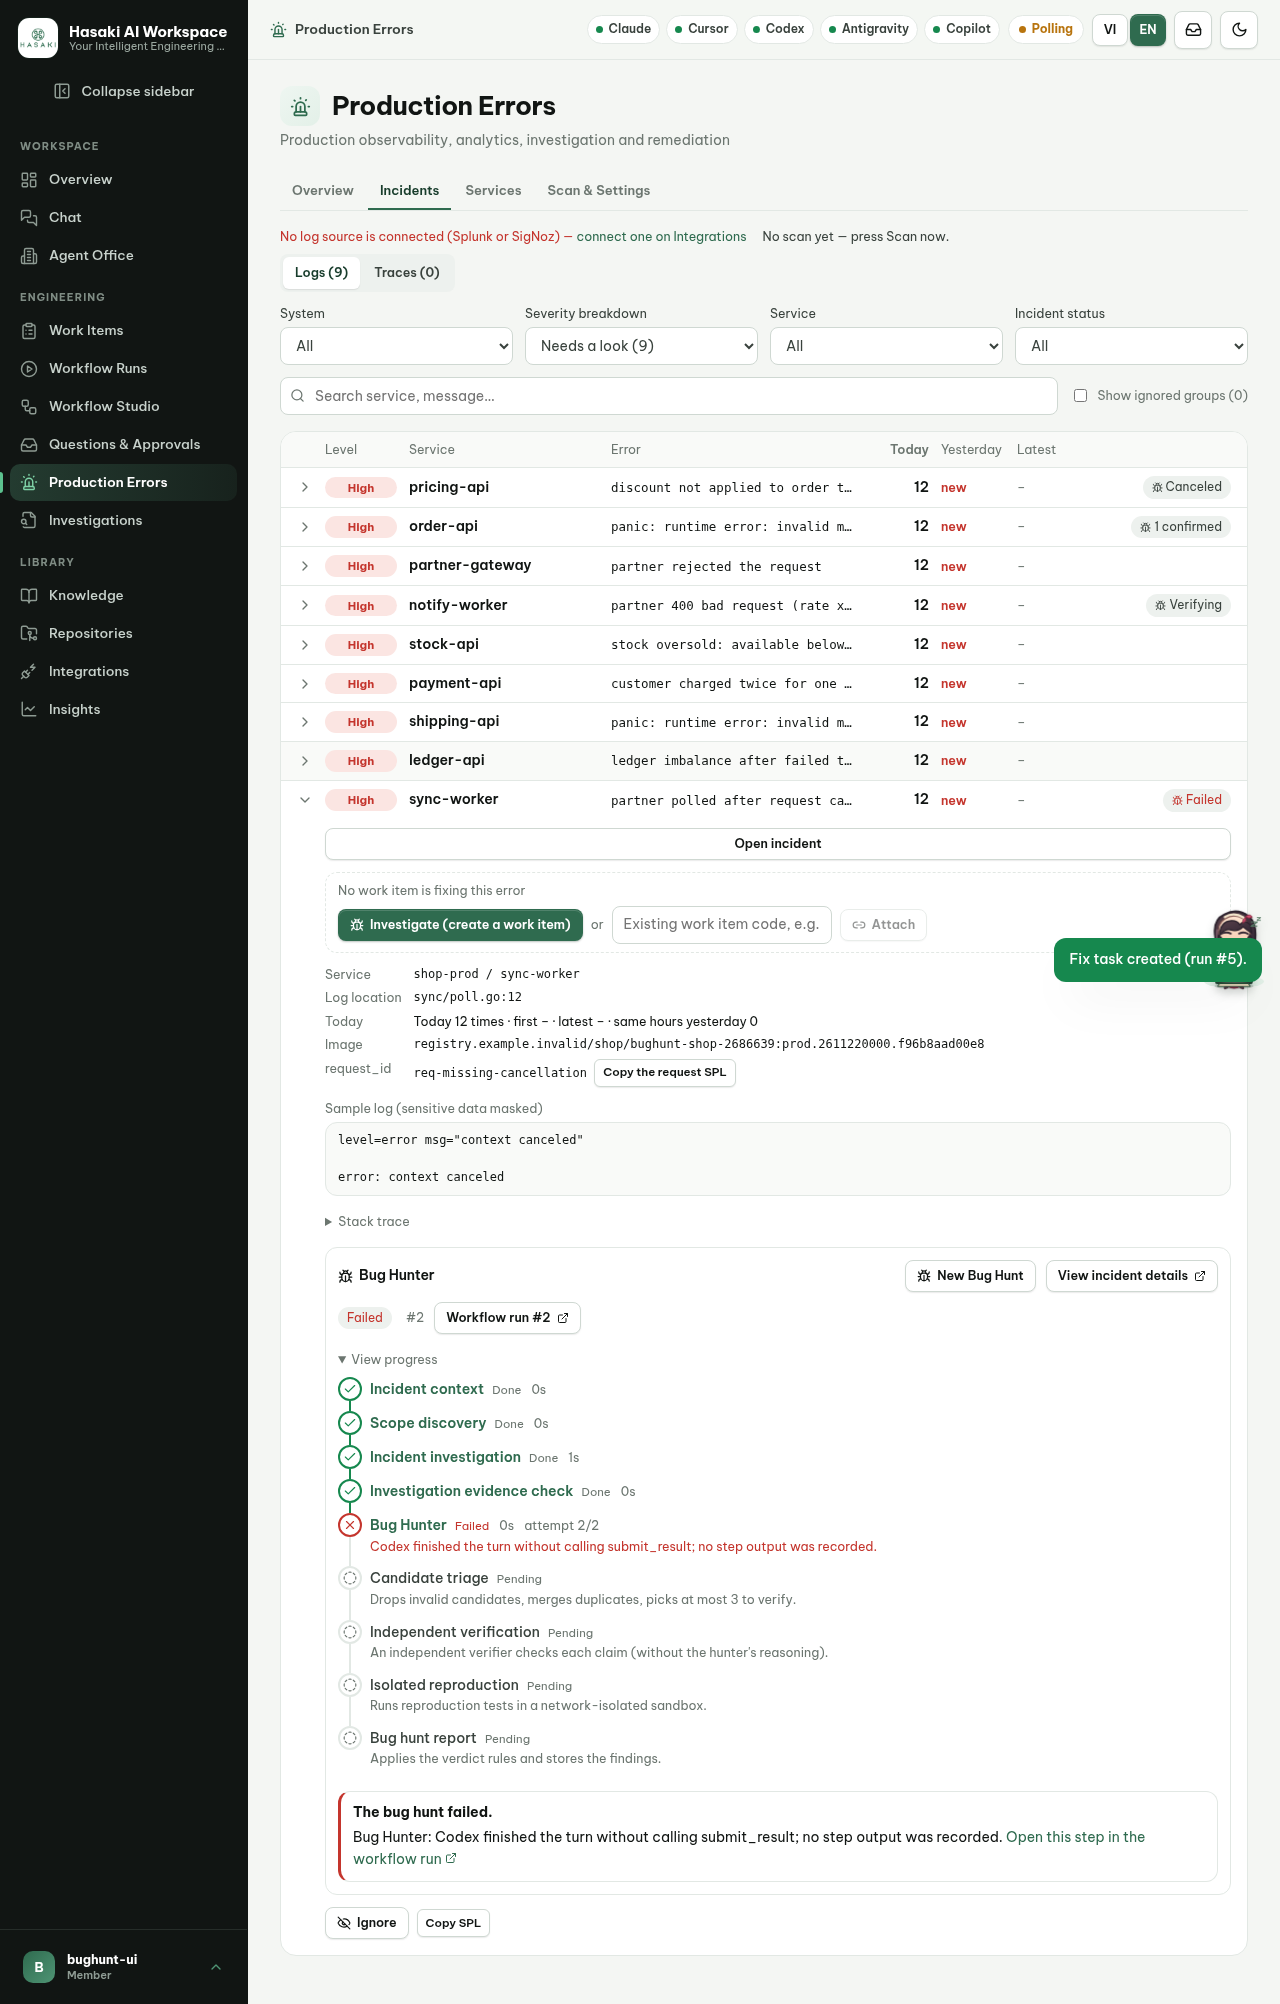 Hasaki AI Workspace
Your Intelligent Engineering ...
HASAKI
Collapse sidebar
WORKSPACE
Overview
Chat
Agent Office
ENGINEERING
Work Items
Workflow Runs
Workflow Studio
Questions & Approvals
Production Errors
Investigations
LIBRARY
Knowledge
Repositories
Integrations
Insights
B
bughunt-ui
Member
Production Errors
Claude
Cursor
Codex
Antigravity
Copilot
Polling
VI
EN
Production Errors
Production observability, analytics, investigation and remediation
Overview Incidents Services Scan & Settings
No log source is connected (Splunk or SigNoz) — connect one on Integrations No scan yet — press Scan now.
Logs (9) Traces (0)
System Severity breakdown Service Incident status
All Needs a look (9) All All
Search service, message... Show ignored groups (0)
Level Service Error Today Yesterday Latest
High pricing-api discount not applied to order t… 12 new – Canceled
High order-api panic: runtime error: invalid m… 12 new – 1 confirmed
High partner-gateway partner rejected the request 12 new –
High notify-worker partner 400 bad request (rate x… 12 new – Verifying
High stock-api stock oversold: available below… 12 new –
High payment-api customer charged twice for one … 12 new –
High shipping-api panic: runtime error: invalid m… 12 new –
High ledger-api ledger imbalance after failed t… 12 new –
High sync-worker partner polled after request ca… 12 new – Failed
Open incident
No work item is fixing this error
Investigate (create a work item) or Existing work item code, e.g. Attach
Fix task created (run #5).
Service shop-prod / sync-worker
Log location sync/poll.go:12
Today Today 12 times · first – · latest – · same hours yesterday 0
Image registry.example.invalid/shop/bughunt-shop-2686639:prod.2611220000.f96b8aad00e8
request_id req-missing-cancellation Copy the request SPL
Sample log (sensitive data masked)
level=error msg="context canceled"
error: context canceled
Stack trace
Bug Hunter New Bug Hunt View incident details
Failed #2 Workflow run #2
View progress
Incident context Done 0s
Scope discovery Done 0s
Incident investigation Done 1s
Investigation evidence check Done 0s
Bug Hunter Failed 0s attempt 2/2
Codex finished the turn without calling submit_result; no step output was recorded.
Candidate triage Pending
Drops invalid candidates, merges duplicates, picks at most 3 to verify.
Independent verification Pending
An independent verifier checks each claim (without the hunter's reasoning).
Isolated reproduction Pending
Runs reproduction tests in a network-isolated sandbox.
Bug hunt report Pending
Applies the verdict rules and stores the findings.
The bug hunt failed.
Bug Hunter: Codex finished the turn without calling submit_result; no step output was recorded. Open this step in the
workflow run
Ignore Copy SPL